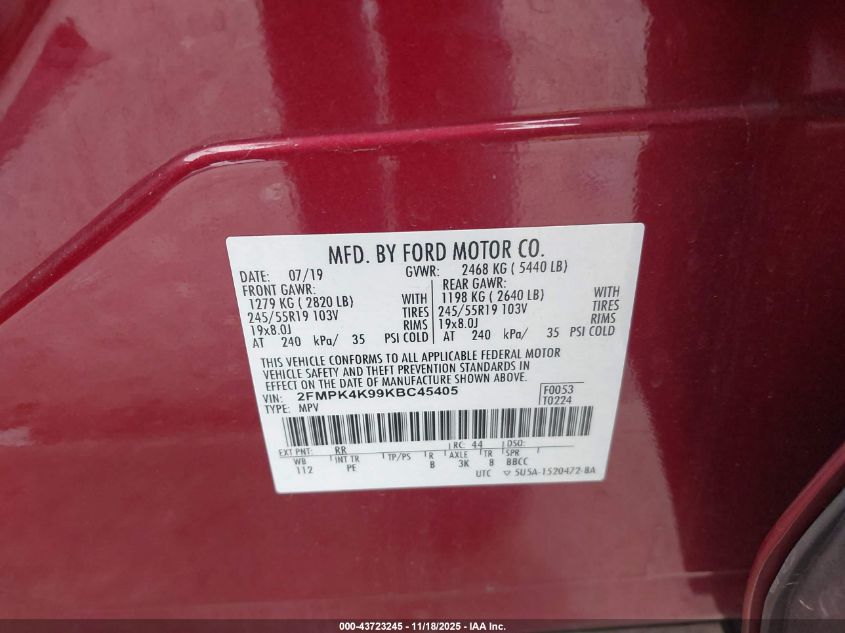 MFD. BY FORD MOTOR CO.
DATE: 07/19 GVWR: 2468 KG ( 5440 LB)
FRONT GAWR: REAR GAWR:
1279 KG ( 2820 LB) WITH 1198 KG ( 2640 LB) WITH
245/55R19 103V TIRES 245/55R19 103V TIRES
19x8.0J RIMS 19x8.0J RIMS
AT 240 kPa/ 35 PSI COLD AT 240 kPa/ 35 PSI COLD
THIS VEHICLE CONFORMS TO ALL APPLICABLE FEDERAL MOTOR
VEHICLE SAFETY AND THEFT PREVENTION STANDARDS IN
EFFECT ON THE DATE OF MANUFACTURE SHOWN ABOVE.
VIN: 2FMPK4K99KBC45405 F0053
TYPE: MPV T0224
EXT PNT: RR RC: 44 DSO:
WB INT TR TP/PS R AXLE TR SPR
112 PE B 3K 8 BBCC
UTC ▽ 5U5A-1520472-BA
000-43723245 - 11/18/2025 - IAA Inc.